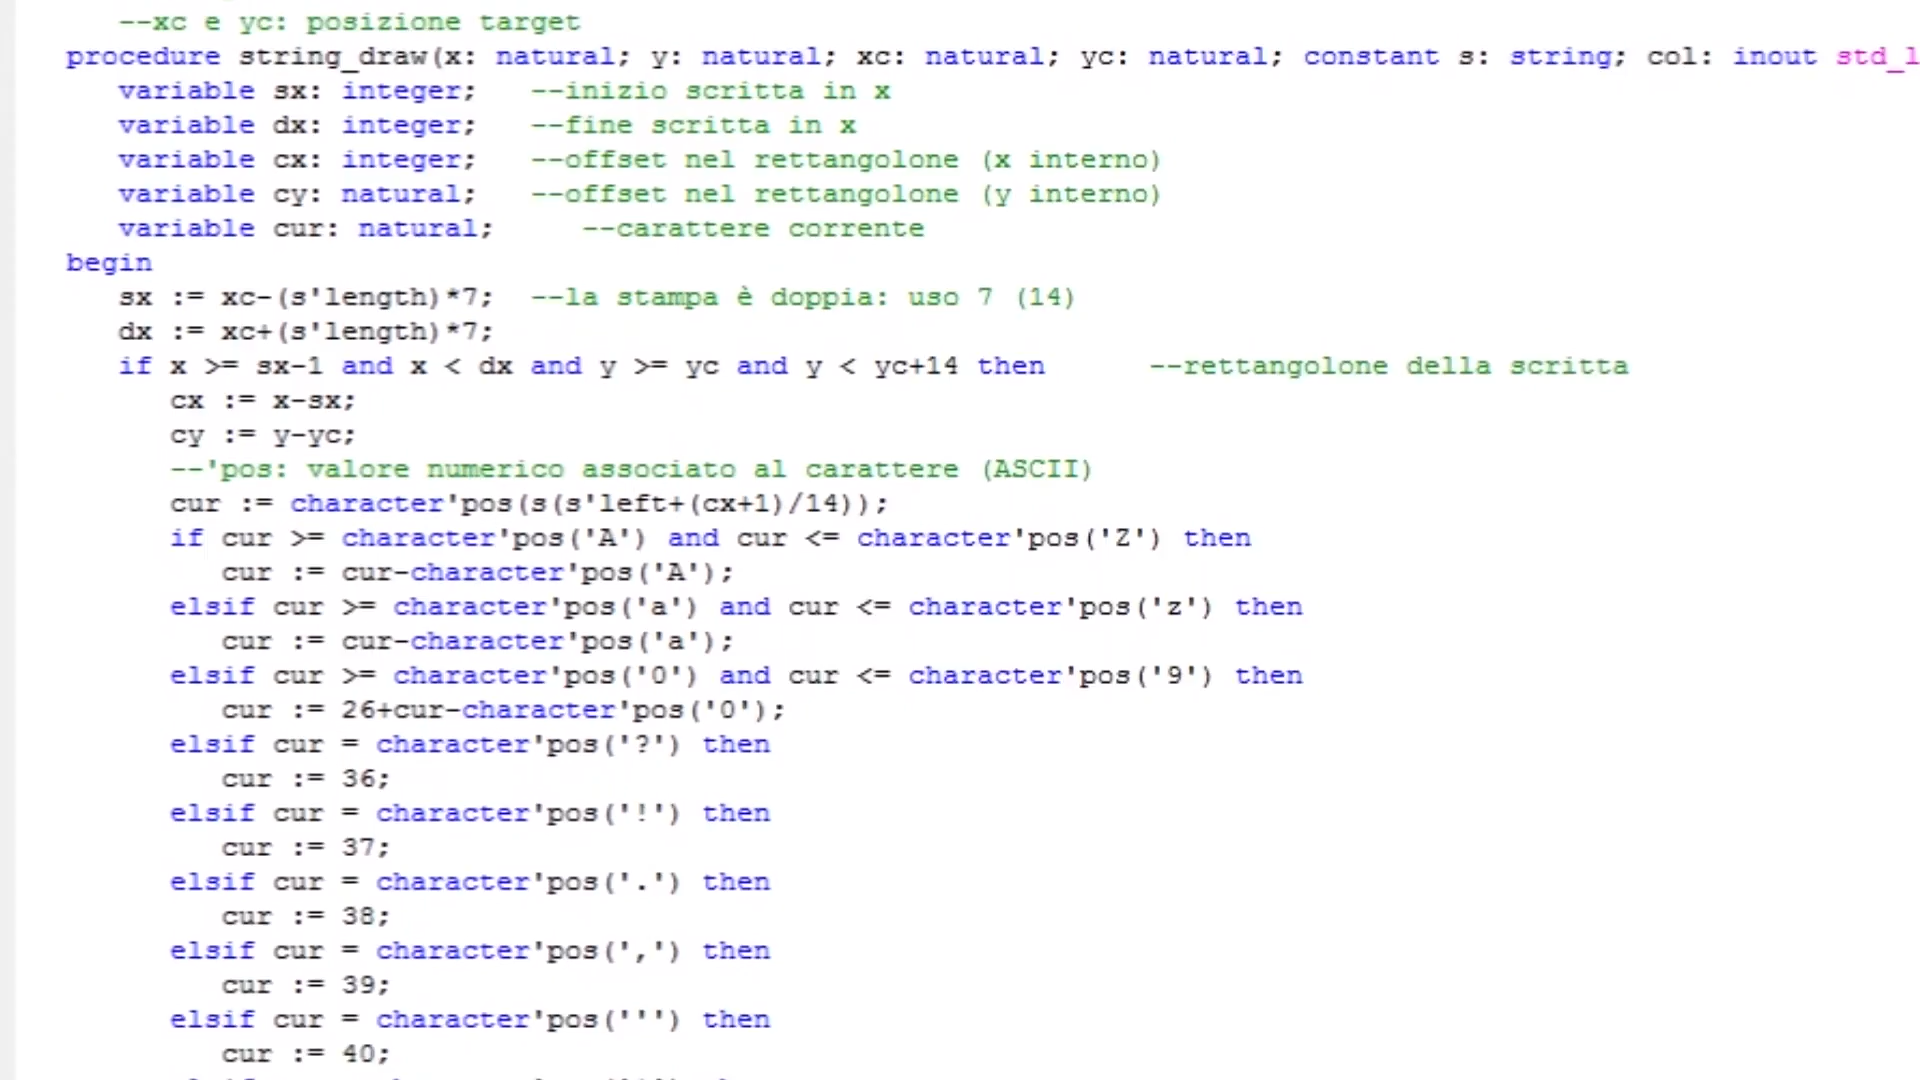 --xc e yc: posizione target
procedure string_draw(x: natural; y: natural; xc: natural; yc: natural; constant s: string; col: inout std_l
variable sx: integer; --inizio scritta in x
variable dx: integer; --fine scritta in x
variable cx: integer; --offset nel rettangolone (x interno)
variable cy: natural; --offset nel rettangolone (y interno)
variable cur: natural; --carattere corrente
begin
sx := xc-(s'length)*7; --la stampa è doppia: uso 7 (14)
dx := xc+(s'length)*7;
if x >= sx-1 and x < dx and y >= yc and y < yc+14 then --rettangolone della scritta
cx := x-sx;
cy := y-yc;
--'pos: valore numerico associato al carattere (ASCII)
cur := character'pos(s(s'left+(cx+1)/14));
if cur >= character'pos('A') and cur <= character'pos('Z') then
cur := cur-character'pos('A');
elsif cur >= character'pos('a') and cur <= character'pos('z') then
cur := cur-character'pos('a');
elsif cur >= character'pos('0') and cur <= character'pos('9') then
cur := 26+cur-character'pos('0');
elsif cur = character'pos('?') then
cur := 36;
elsif cur = character'pos('!') then
cur := 37;
elsif cur = character'pos('.') then
cur := 38;
elsif cur = character'pos(',') then
cur := 39;
elsif cur = character'pos(''') then
cur := 40;